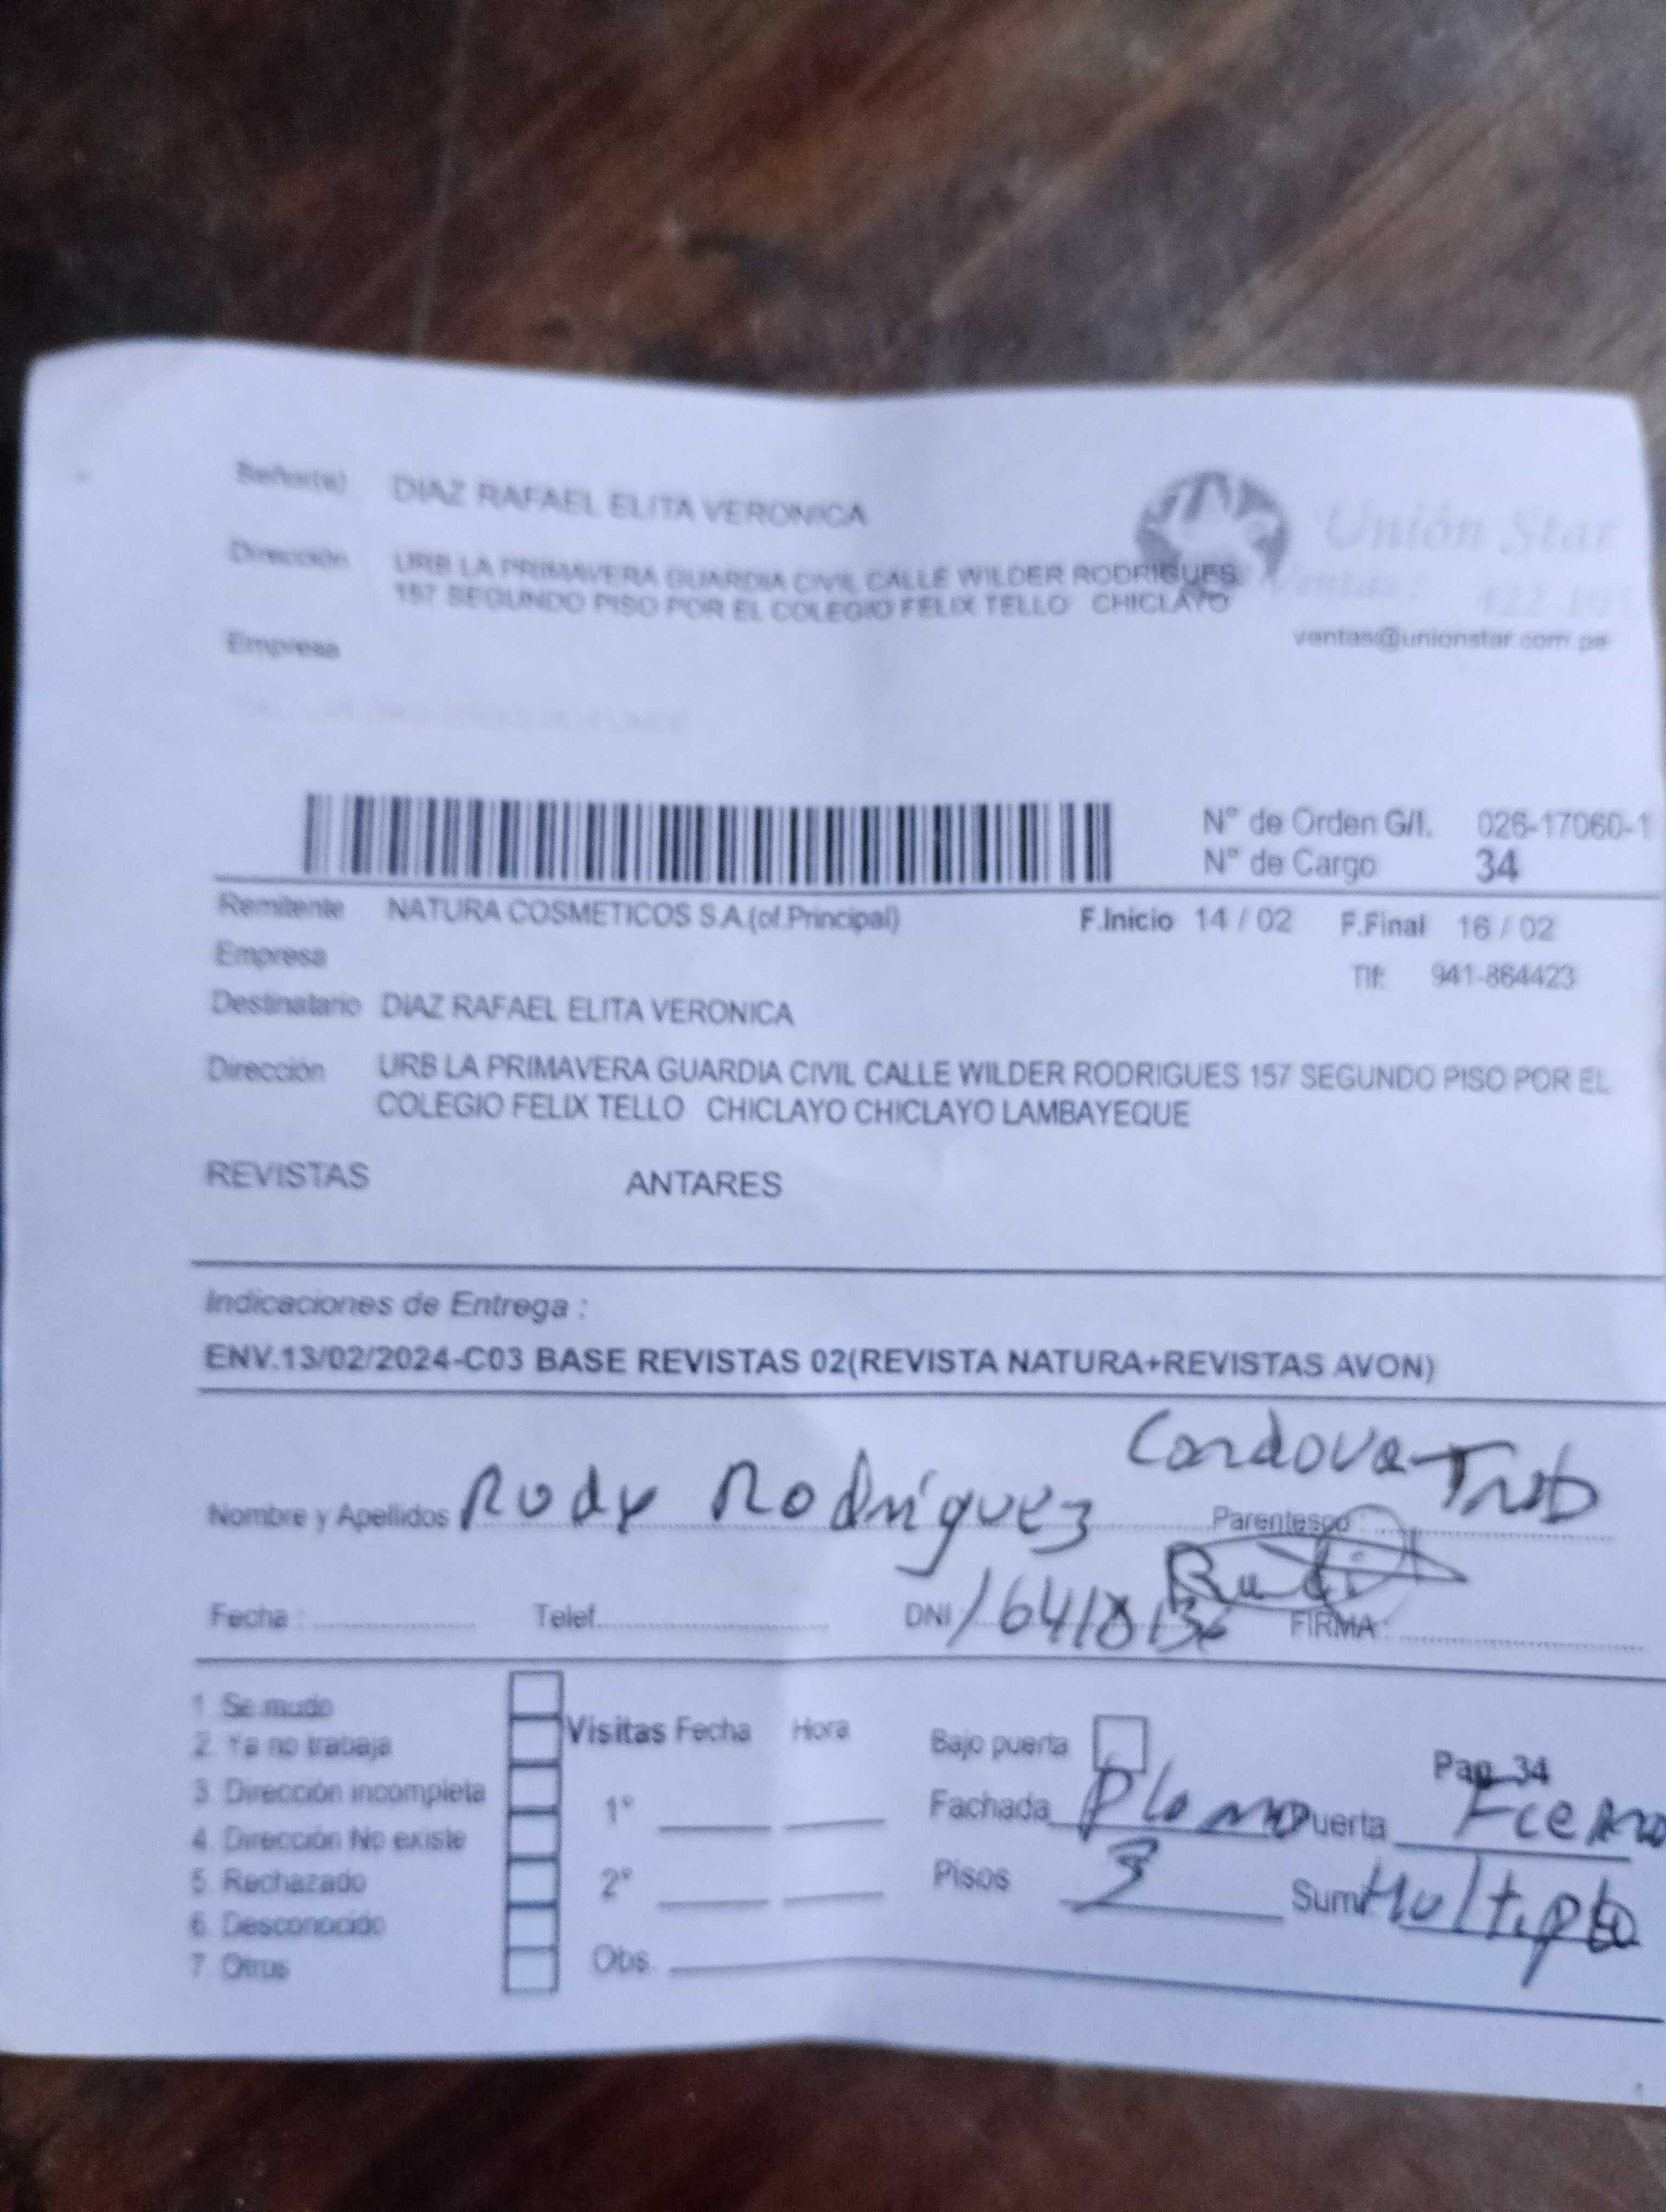 Señor(a) DIAZ RAFAEL ELITA VERONICA
Unión Star
Dirección URB LA PRIMAVERA GUARDIA CIVIL CALLE WILDER RODRIGUES
157 SEGUNDO PISO POR EL COLEGIO FELIX TELLO CHICLAYO
Ventas:
ventas@unionstar.com.pe
Empresa
N° de Orden G/I. 026-17060-1
N° de Cargo 34
Remitente NATURA COSMETICOS S.A.(of.Principal) F.Inicio 14 / 02 F.Final 16 / 02
Empresa Tlf: 941-864423
Destinatario DIAZ RAFAEL ELITA VERONICA
Dirección URB LA PRIMAVERA GUARDIA CIVIL CALLE WILDER RODRIGUES 157 SEGUNDO PISO POR EL
COLEGIO FELIX TELLO CHICLAYO CHICLAYO LAMBAYEQUE
REVISTAS ANTARES
Indicaciones de Entrega :
ENV.13/02/2024-C03 BASE REVISTAS 02(REVISTA NATURA+REVISTAS AVON)
Cordova
Nombre y Apellidos Rody Rodríguez Parentesco :
Fecha : Telef. DNI FIRMA :
1. Se mudo
2. Ya no trabaja
3. Dirección incompleta
4. Dirección No existe
5. Rechazado
6. Desconocido
7. Otros
Visitas Fecha Hora
1°
2°
Obs.
Bajo puerta Pag. 34
Fachada Plomo uerta Fierro
Pisos 3 Sum Multiple